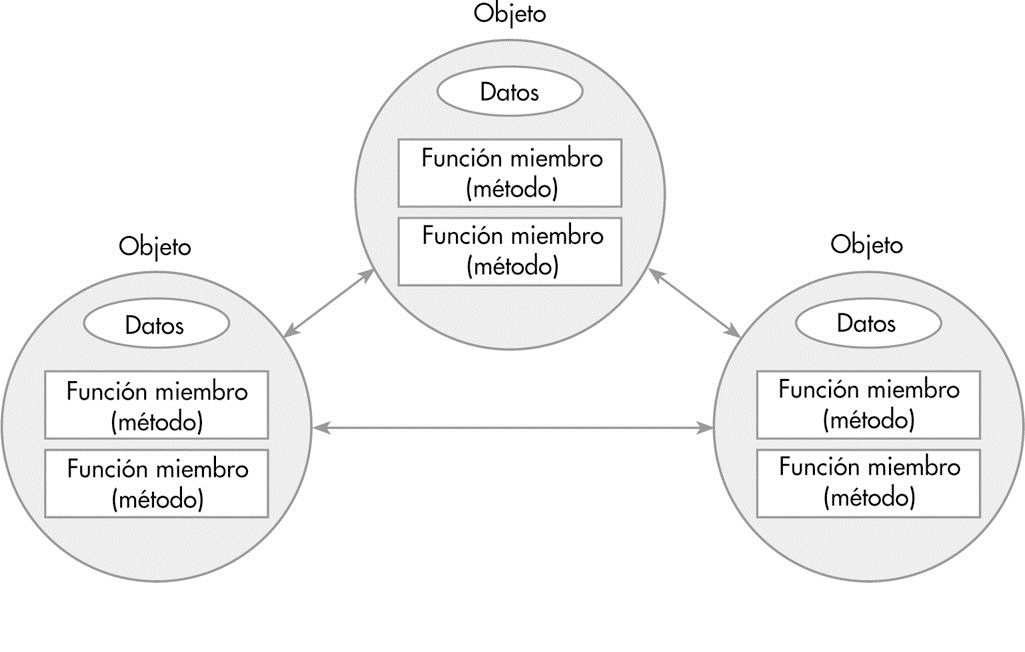 Objeto
Datos
Función miembro
(método)
Función miembro
(método)
Objeto
Datos
Función miembro
(método)
Función miembro
(método)
Objeto
Datos
Función miembro
(método)
Función miembro
(método)